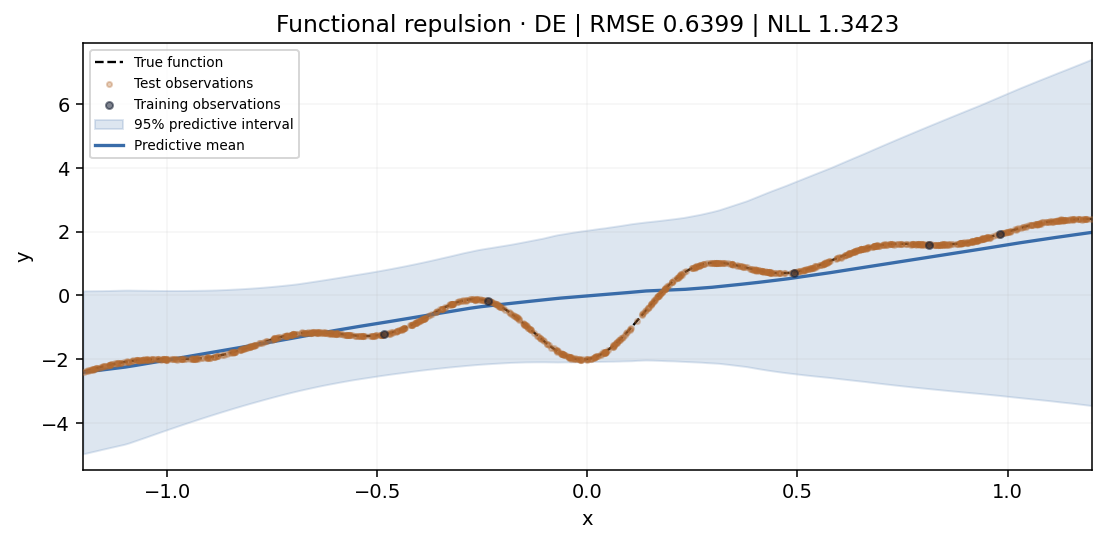 Functional repulsion · DE | RMSE 0.6399 | NLL 1.3423
True function
Test observations
Training observations
95% predictive interval
Predictive mean
y
6
4
2
0
−2
−4
−1.0 −0.5 0.0 0.5 1.0
x